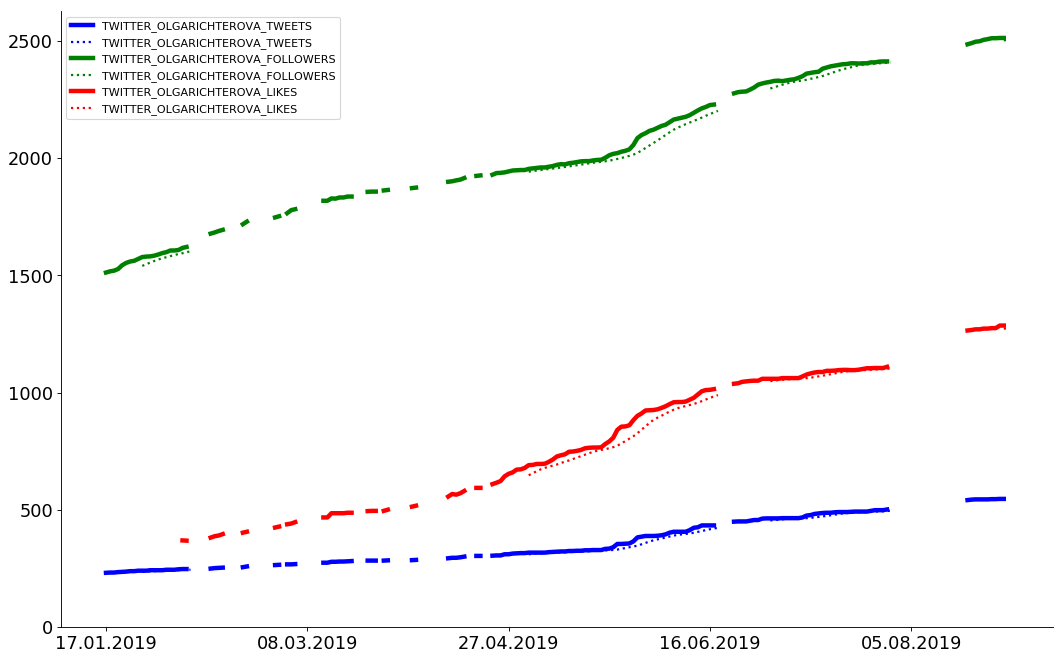 TWITTER_OLGARICHTEROVA_TWEETS
TWITTER_OLGARICHTEROVA_TWEETS
TWITTER_OLGARICHTEROVA_FOLLOWERS
TWITTER_OLGARICHTEROVA_FOLLOWERS
TWITTER_OLGARICHTEROVA_LIKES
TWITTER_OLGARICHTEROVA_LIKES
2500
2000
1500
1000
500
0
17.01.2019 08.03.2019 27.04.2019 16.06.2019 05.08.2019